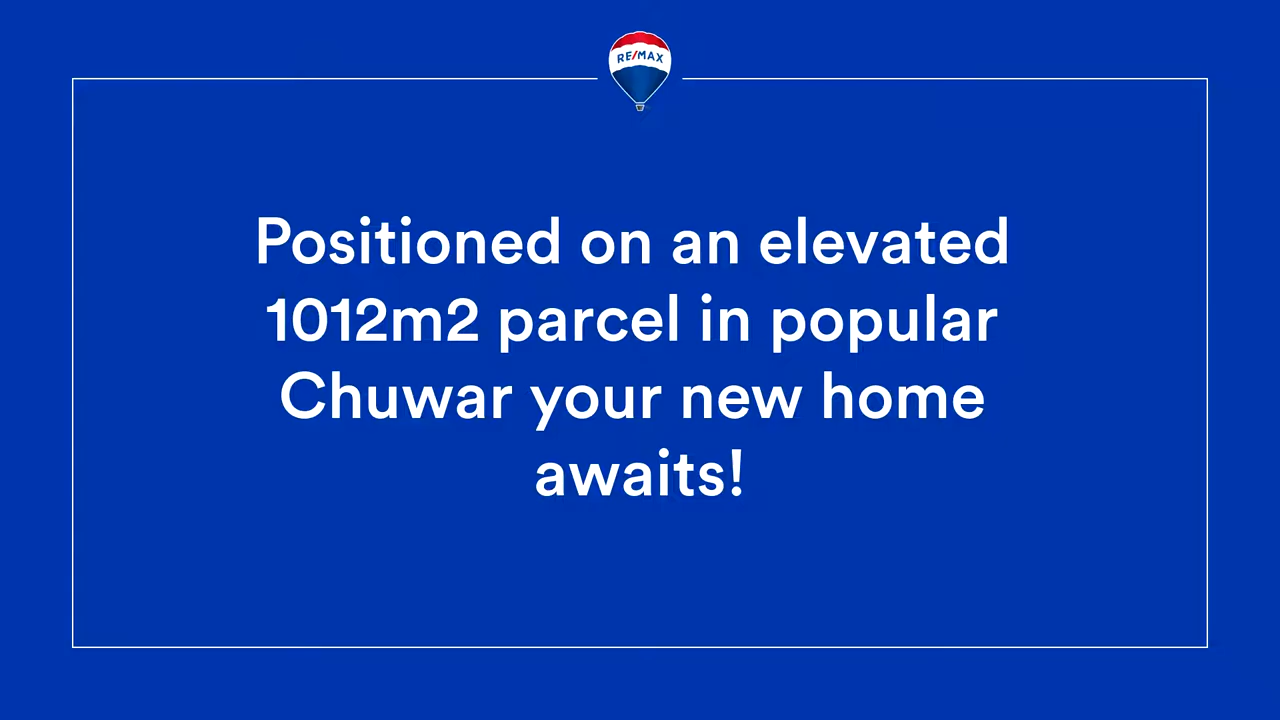 RE/MAX
Positioned on an elevated
1012m2 parcel in popular
Chuwar your new home
awaits!